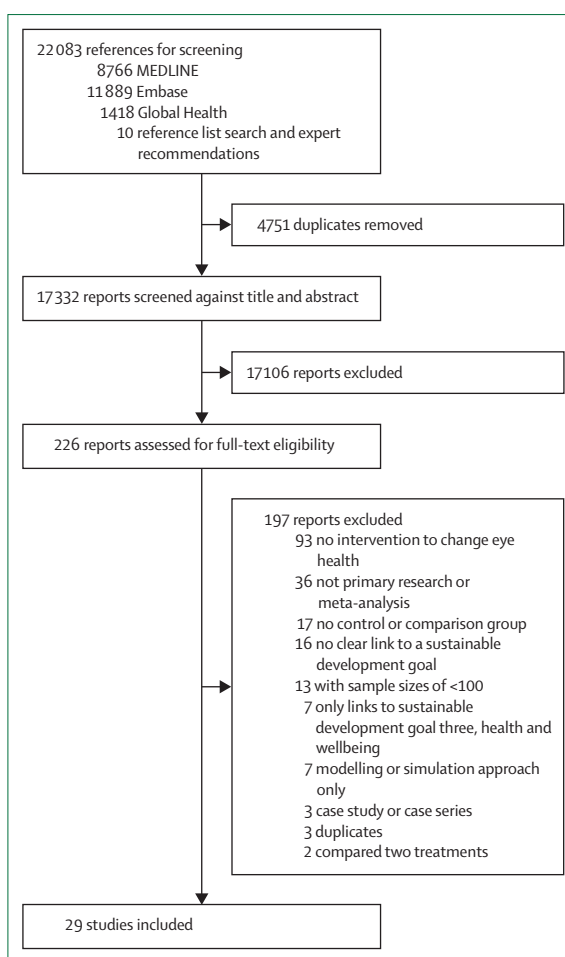 22 083 references for screening
8766 MEDLINE
11 889 Embase
1418 Global Health
10 reference list search and expert
recommendations
4751 duplicates removed
17 332 reports screened against title and abstract
17 106 reports excluded
226 reports assessed for full-text eligibility
197 reports excluded
93 no intervention to change eye
health
36 not primary research or
meta-analysis
17 no control or comparison group
16 no clear link to a sustainable
development goal
13 with sample sizes of <100
7 only links to sustainable
development goal three, health and
wellbeing
7 modelling or simulation approach
only
3 case study or case series
3 duplicates
2 compared two treatments
29 studies included